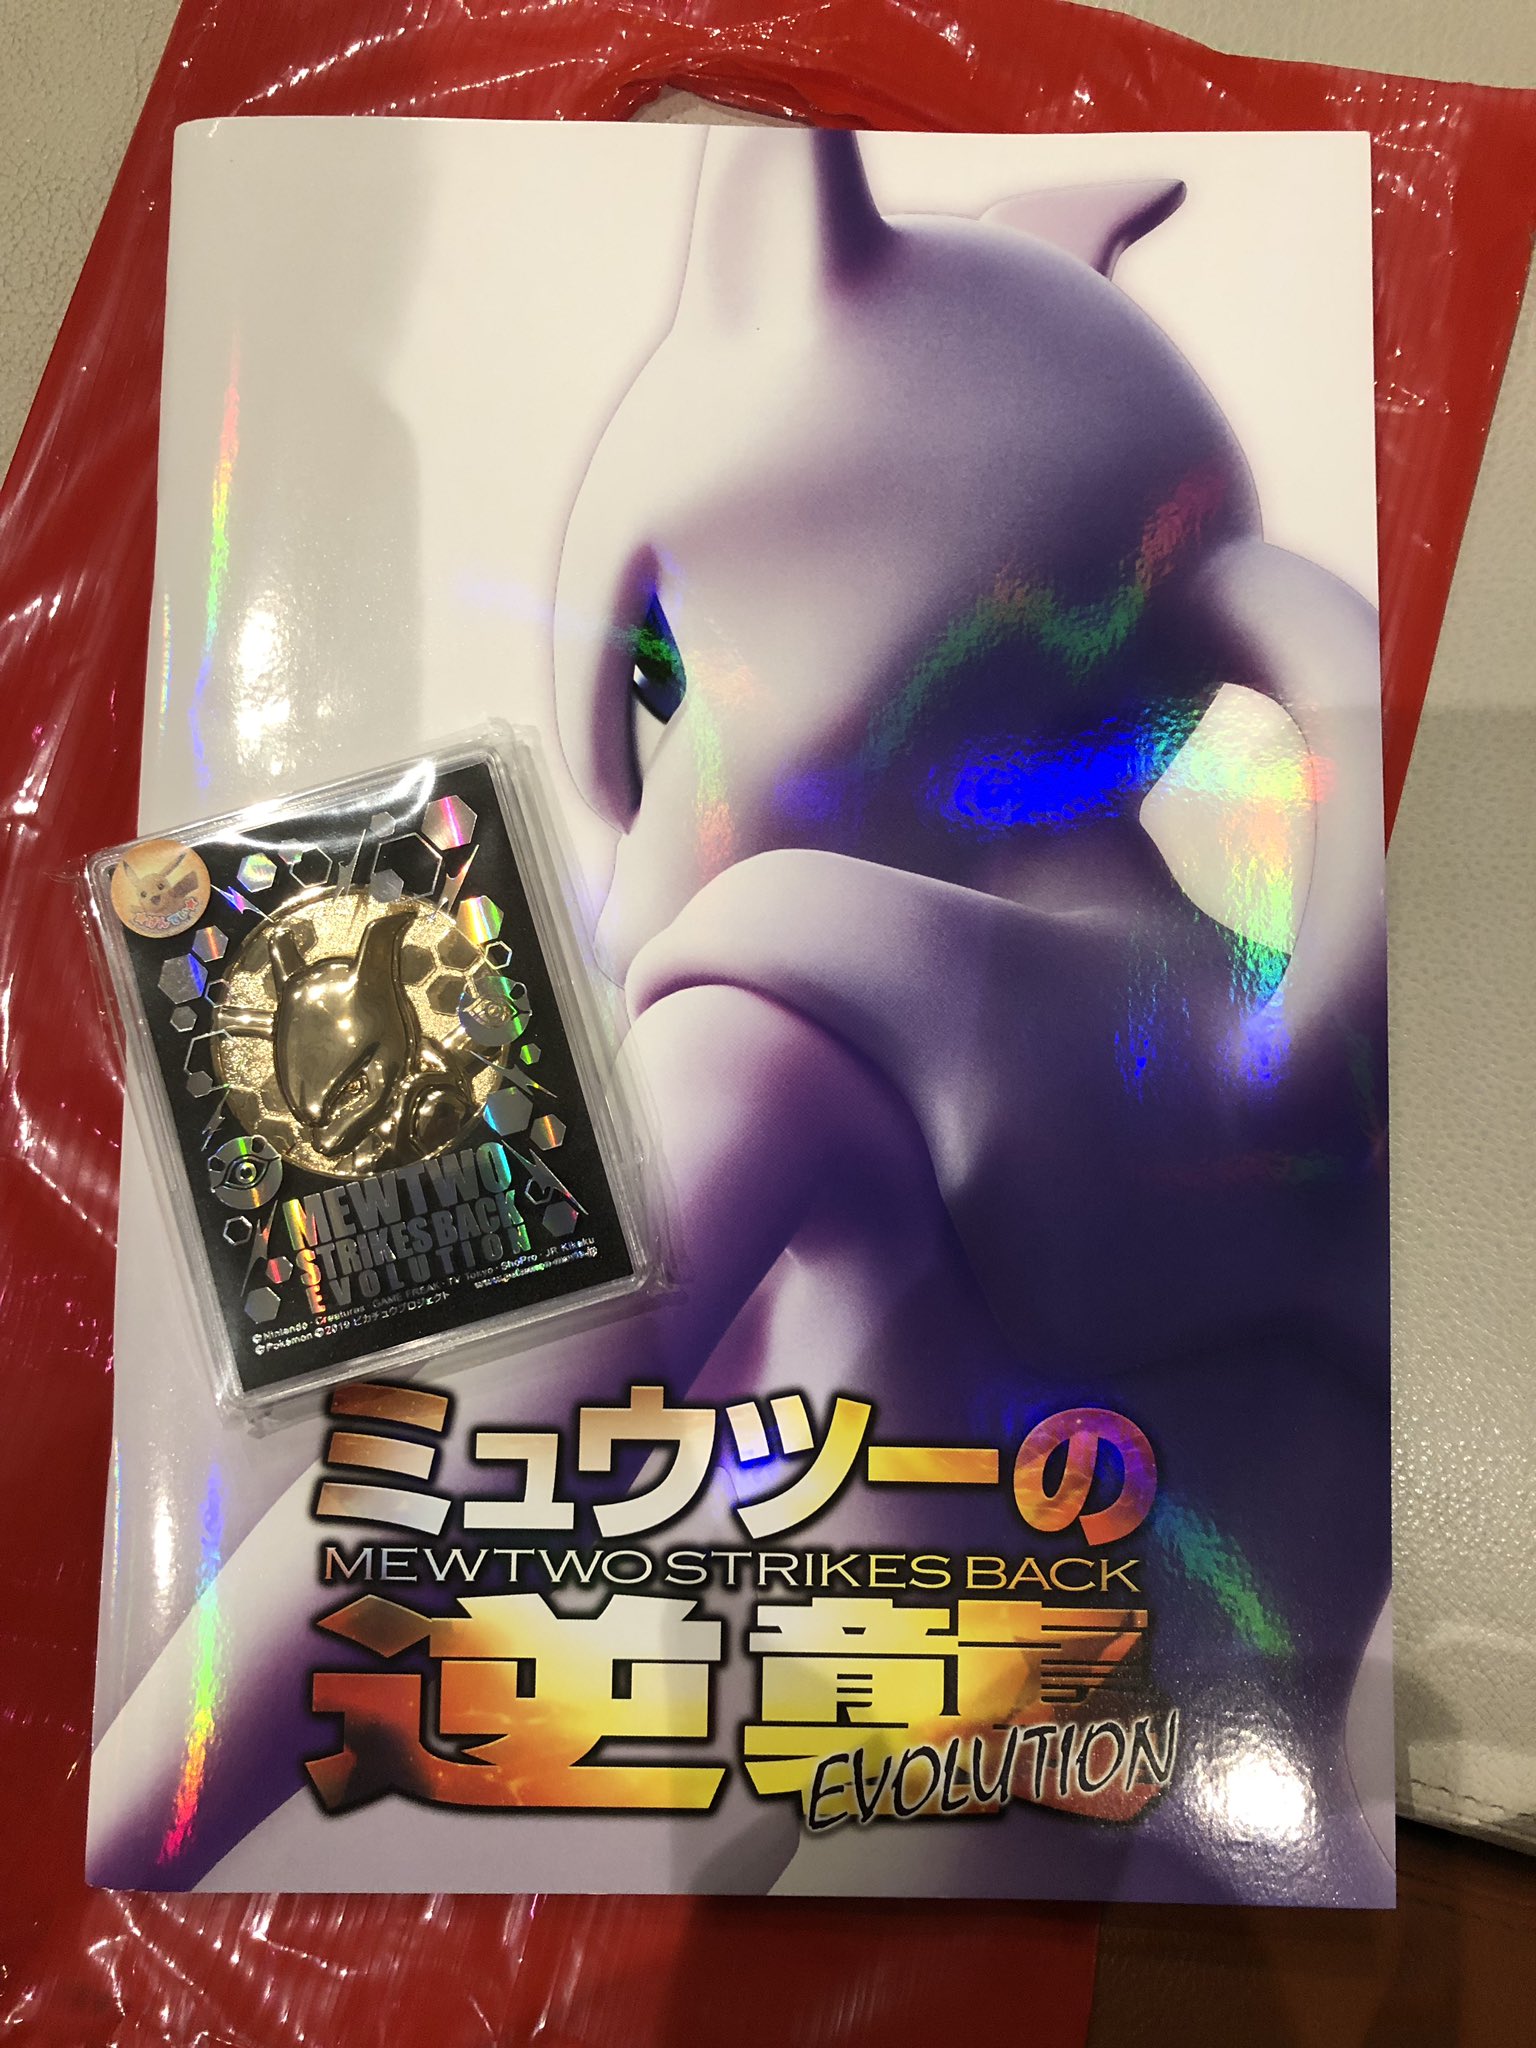 MEWTWO
STRIKES BACK
EVOLUTION
©Nintendo・Creatures・GAME FREAK・TV Tokyo・ShoPro・JR Kikaku
©Pokémon ©2019 ピカチュウプロジェクト
ミュウツーの
MEWTWO STRIKES BACK
逆襲
EVOLUTION